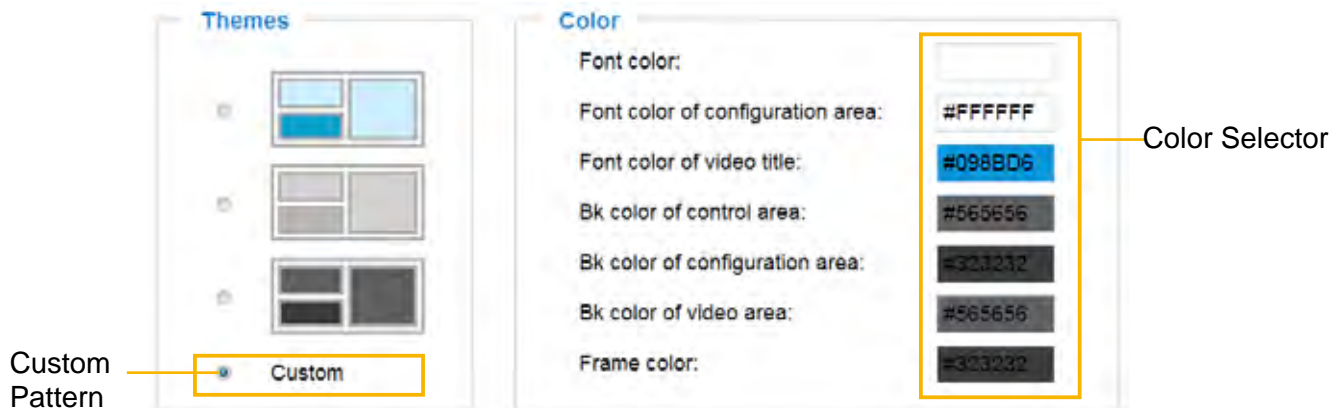 Themes
Custom
Custom
Pattern
Color
Font color:
Font color of configuration area: #FFFFFF
Font color of video title: #098BD6
Bk color of control area: #565656
Bk color of configuration area: #323232
Bk color of video area: #565656
Frame color: #323232
Color Selector